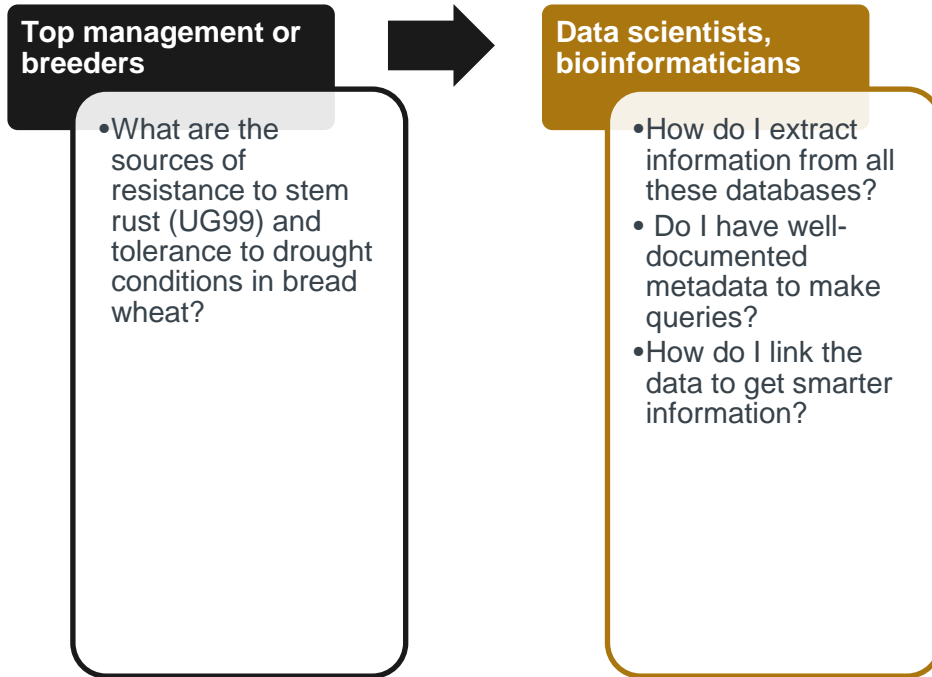 Top management or
breeders
•What are the
sources of
resistance to stem
rust (UG99) and
tolerance to drought
conditions in bread
wheat?
Data scientists,
bioinformaticians
•How do I extract
information from all
these databases?
• Do I have well-
documented
metadata to make
queries?
•How do I link the
data to get smarter
information?